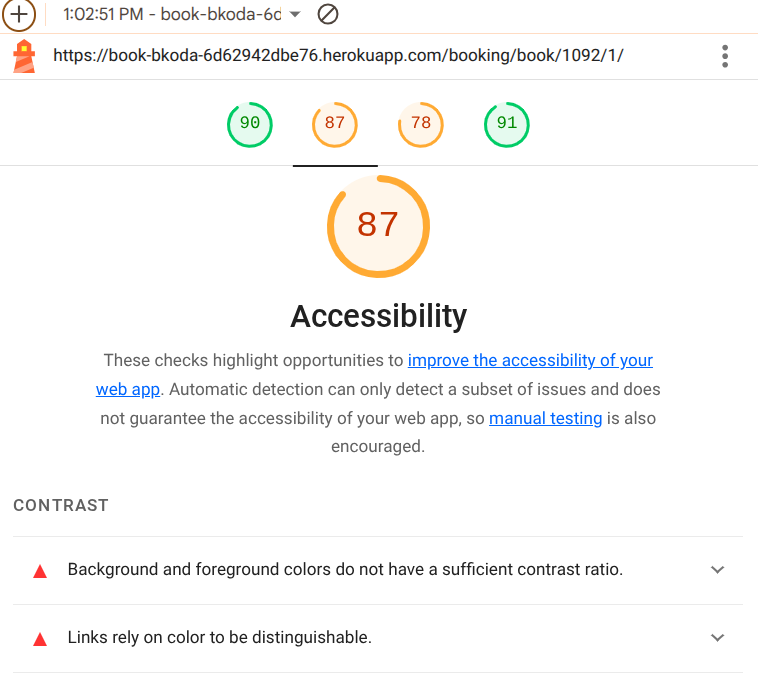 1:02:51 PM - book-bkoda-6d
https://book-bkoda-6d62942dbe76.herokuapp.com/booking/book/1092/1/
90 87 78 91
87
Accessibility
These checks highlight opportunities to improve the accessibility of your
web app. Automatic detection can only detect a subset of issues and does
not guarantee the accessibility of your web app, so manual testing is also
encouraged.
CONTRAST
Background and foreground colors do not have a sufficient contrast ratio.
Links rely on color to be distinguishable.